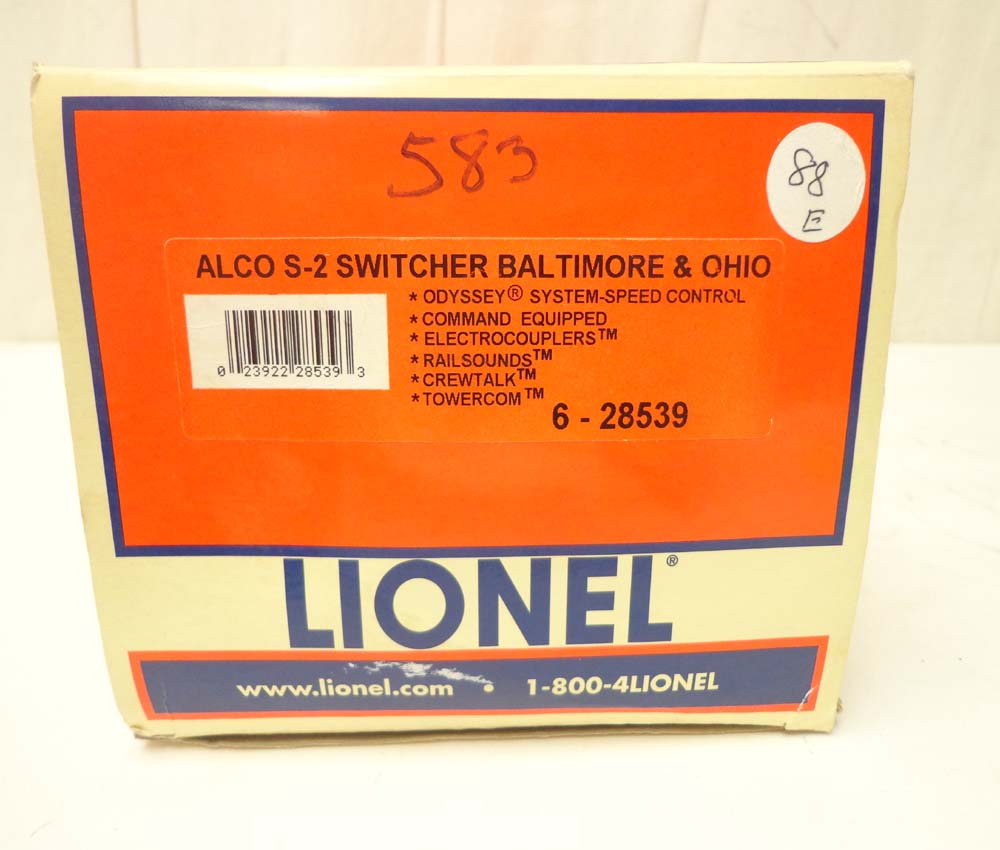 583
88
E
ALCO S-2 SWITCHER BALTIMORE & OHIO
* ODYSSEY® SYSTEM-SPEED CONTROL
* COMMAND EQUIPPED
* ELECTROCOUPLERS™
* RAILSOUNDS™
* CREWTALK™
* TOWERCOM™
0 23922 28539 3
6 - 28539
LIONEL®
www.lionel.com • 1-800-4LIONEL